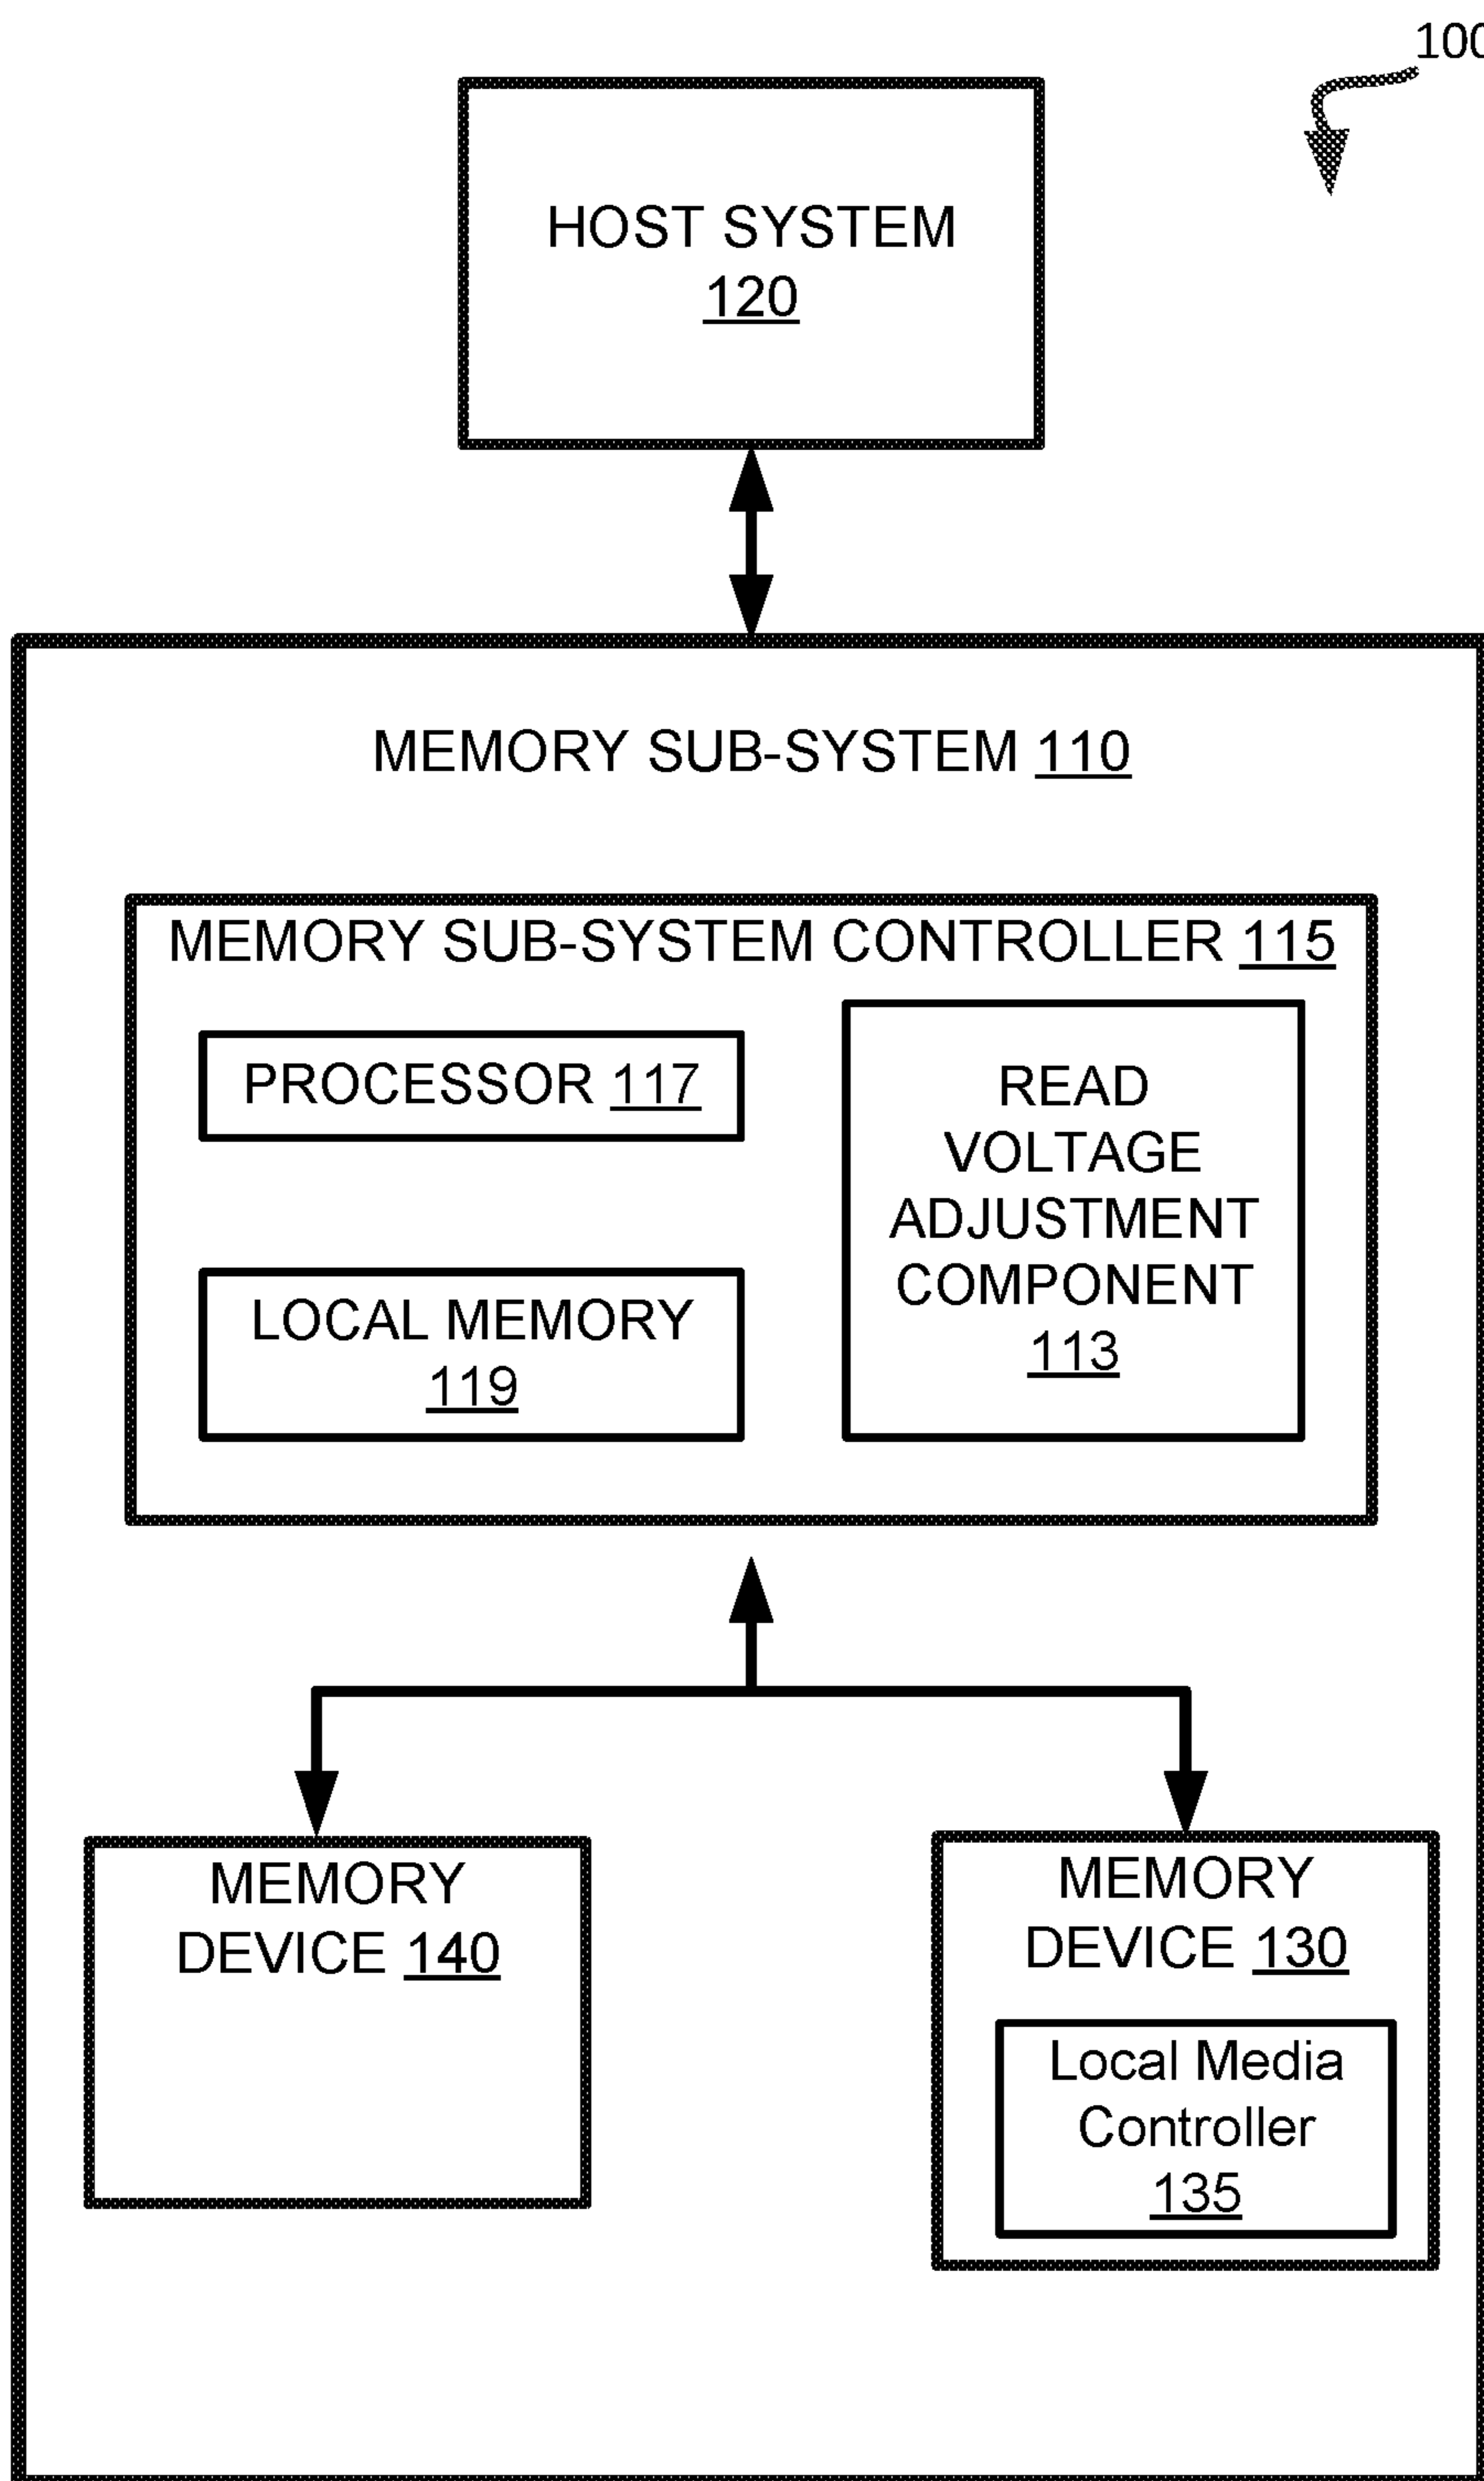 100
HOST SYSTEM
120
MEMORY SUB-SYSTEM 110
MEMORY SUB-SYSTEM CONTROLLER 115
PROCESSOR 117
LOCAL MEMORY
119
READ
VOLTAGE
ADJUSTMENT
COMPONENT
113
MEMORY
DEVICE 140
MEMORY
DEVICE 130
Local Media
Controller
135